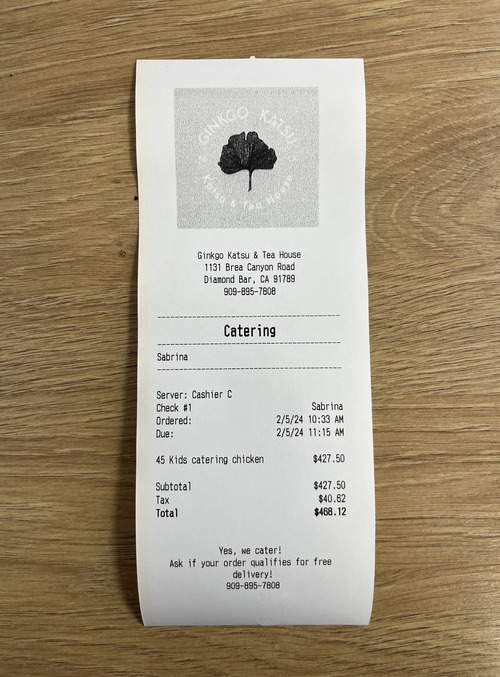 GINKGO KATSU
Katsu & Tea House
Ginkgo Katsu & Tea House
1131 Brea Canyon Road
Diamond Bar, CA 91789
909-895-7808
Catering
Sabrina
Server: Cashier C
Check #1 Sabrina
Ordered: 2/5/24 10:33 AM
Due: 2/5/24 11:15 AM
45 Kids catering chicken $427.50
Subtotal $427.50
Tax $40.62
Total $468.12
Yes, we cater!
Ask if your order qualifies for free
delivery!
909-895-7808